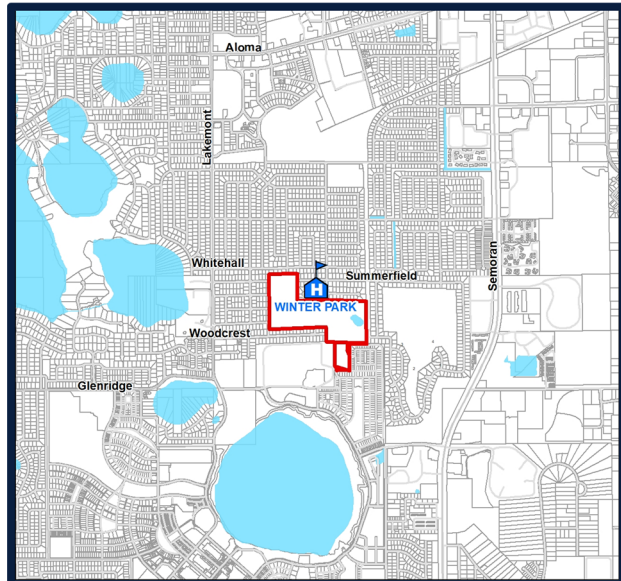 Aloma
Lakemont
Whitehall
Summerfield
Semoran
H
WINTER PARK
Woodcrest
Glenridge